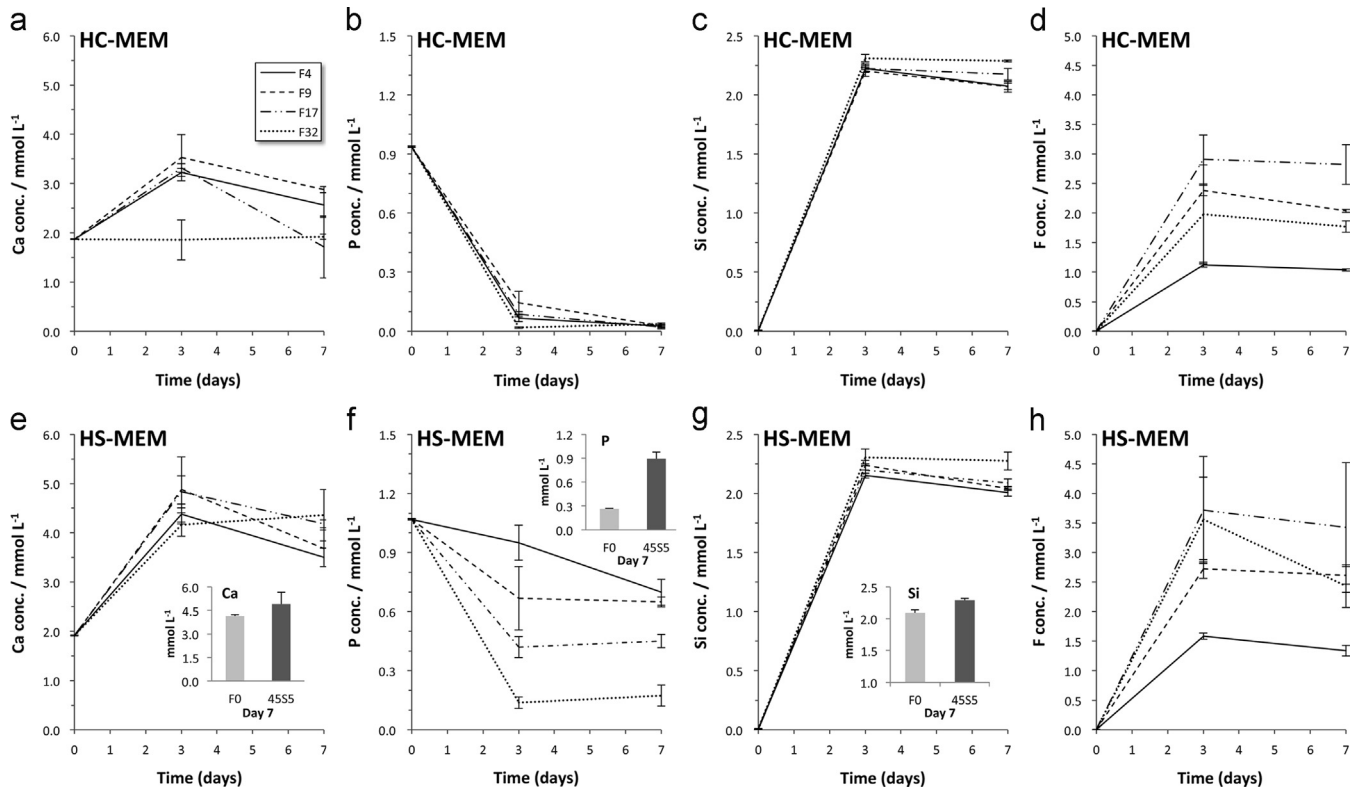 a
HC-MEM
Ca conc. / mmol L-1
6.0
5.0
4.0
3.0
2.0
1.0
0.0
F4
F9
F17
F32
0 1 2 3 4 5 6 7
Time (days)
b
HC-MEM
P conc. / mmol L-1
1.5
1.2
0.9
0.6
0.3
0.0
0 1 2 3 4 5 6 7
Time (days)
c
HC-MEM
Si conc. / mmol L-1
2.5
2.0
1.5
1.0
0.5
0.0
0 1 2 3 4 5 6 7
Time (days)
d
HC-MEM
F conc. / mmol L-1
5.0
4.5
4.0
3.5
3.0
2.5
2.0
1.5
1.0
0.5
0.0
0 1 2 3 4 5 6 7
Time (days)
e
HS-MEM
Ca conc. / mmol L-1
6.0
5.0
4.0
3.0
2.0
1.0
0.0
Ca
mmol L-1
6.0
4.5
3.0
1.5
0.0
F0 45S5
Day 7
0 1 2 3 4 5 6 7
Time (days)
f
HS-MEM
P conc. / mmol L-1
1.5
1.2
0.9
0.6
0.3
0.0
P
mmol L-1
1.2
0.9
0.6
0.3
0.0
F0 45S5
Day 7
0 1 2 3 4 5 6 7
Time (days)
g
HS-MEM
Si conc. / mmol L-1
2.5
2.0
1.5
1.0
0.5
0.0
Si
mmol L-1
2.5
2.0
1.5
1.0
F0 45S5
Day 7
0 1 2 3 4 5 6 7
Time (days)
h
HS-MEM
F conc. / mmol L-1
5.0
4.5
4.0
3.5
3.0
2.5
2.0
1.5
1.0
0.5
0.0
0 1 2 3 4 5 6 7
Time (days)